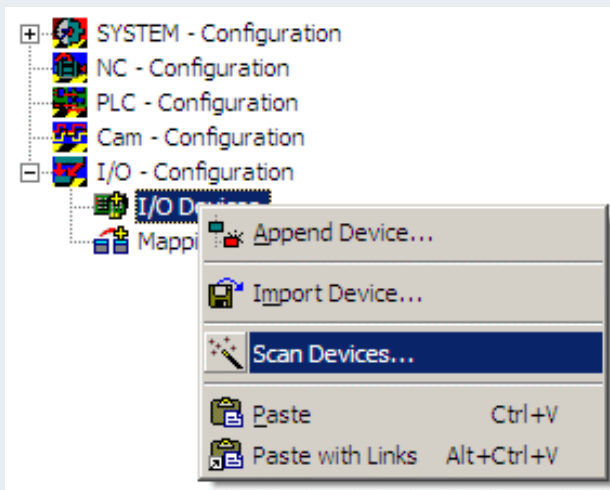 SYSTEM - Configuration
NC - Configuration
PLC - Configuration
Cam - Configuration
I/O - Configuration
I/O
Append Device...
Import Device...
Scan Devices...
Paste Ctrl+V
Paste with Links Alt+Ctrl+V